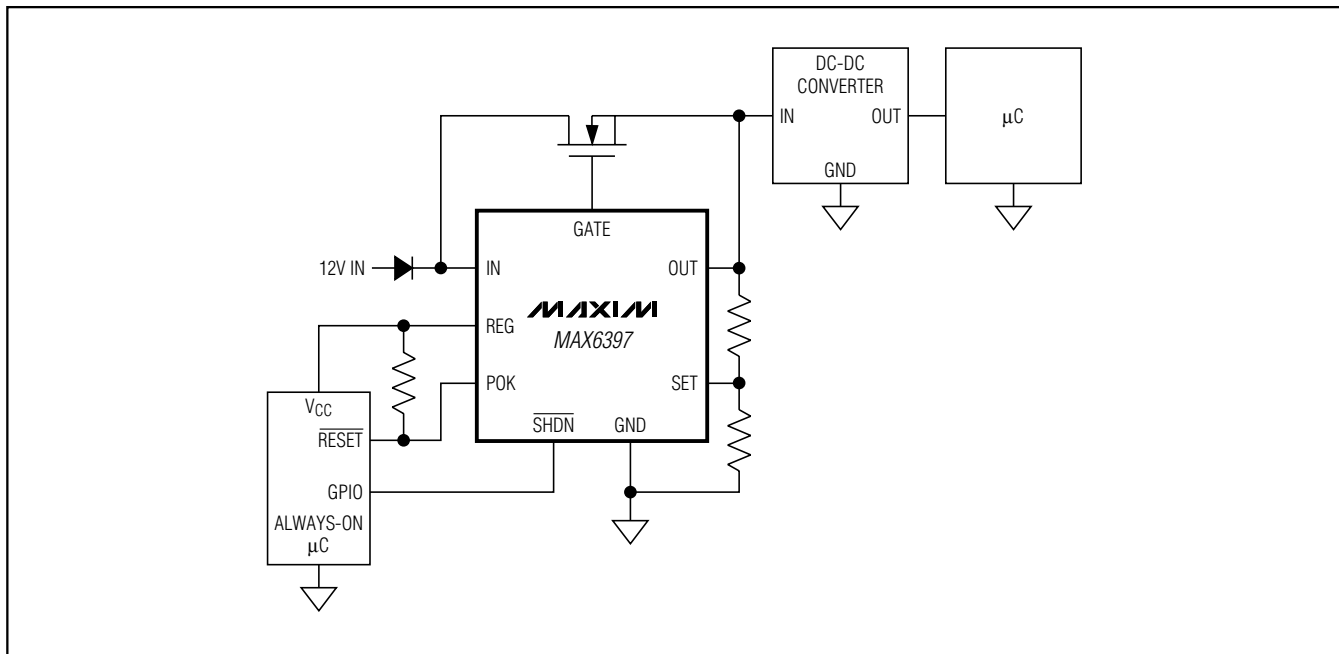 DC-DC
CONVERTER
IN
OUT
GND
μC
GATE
12V IN
IN
OUT
MAXIM
MAX6397
REG
POK
SET
SHDN
GND
VCC
RESET
GPIO
ALWAYS-ON
μC